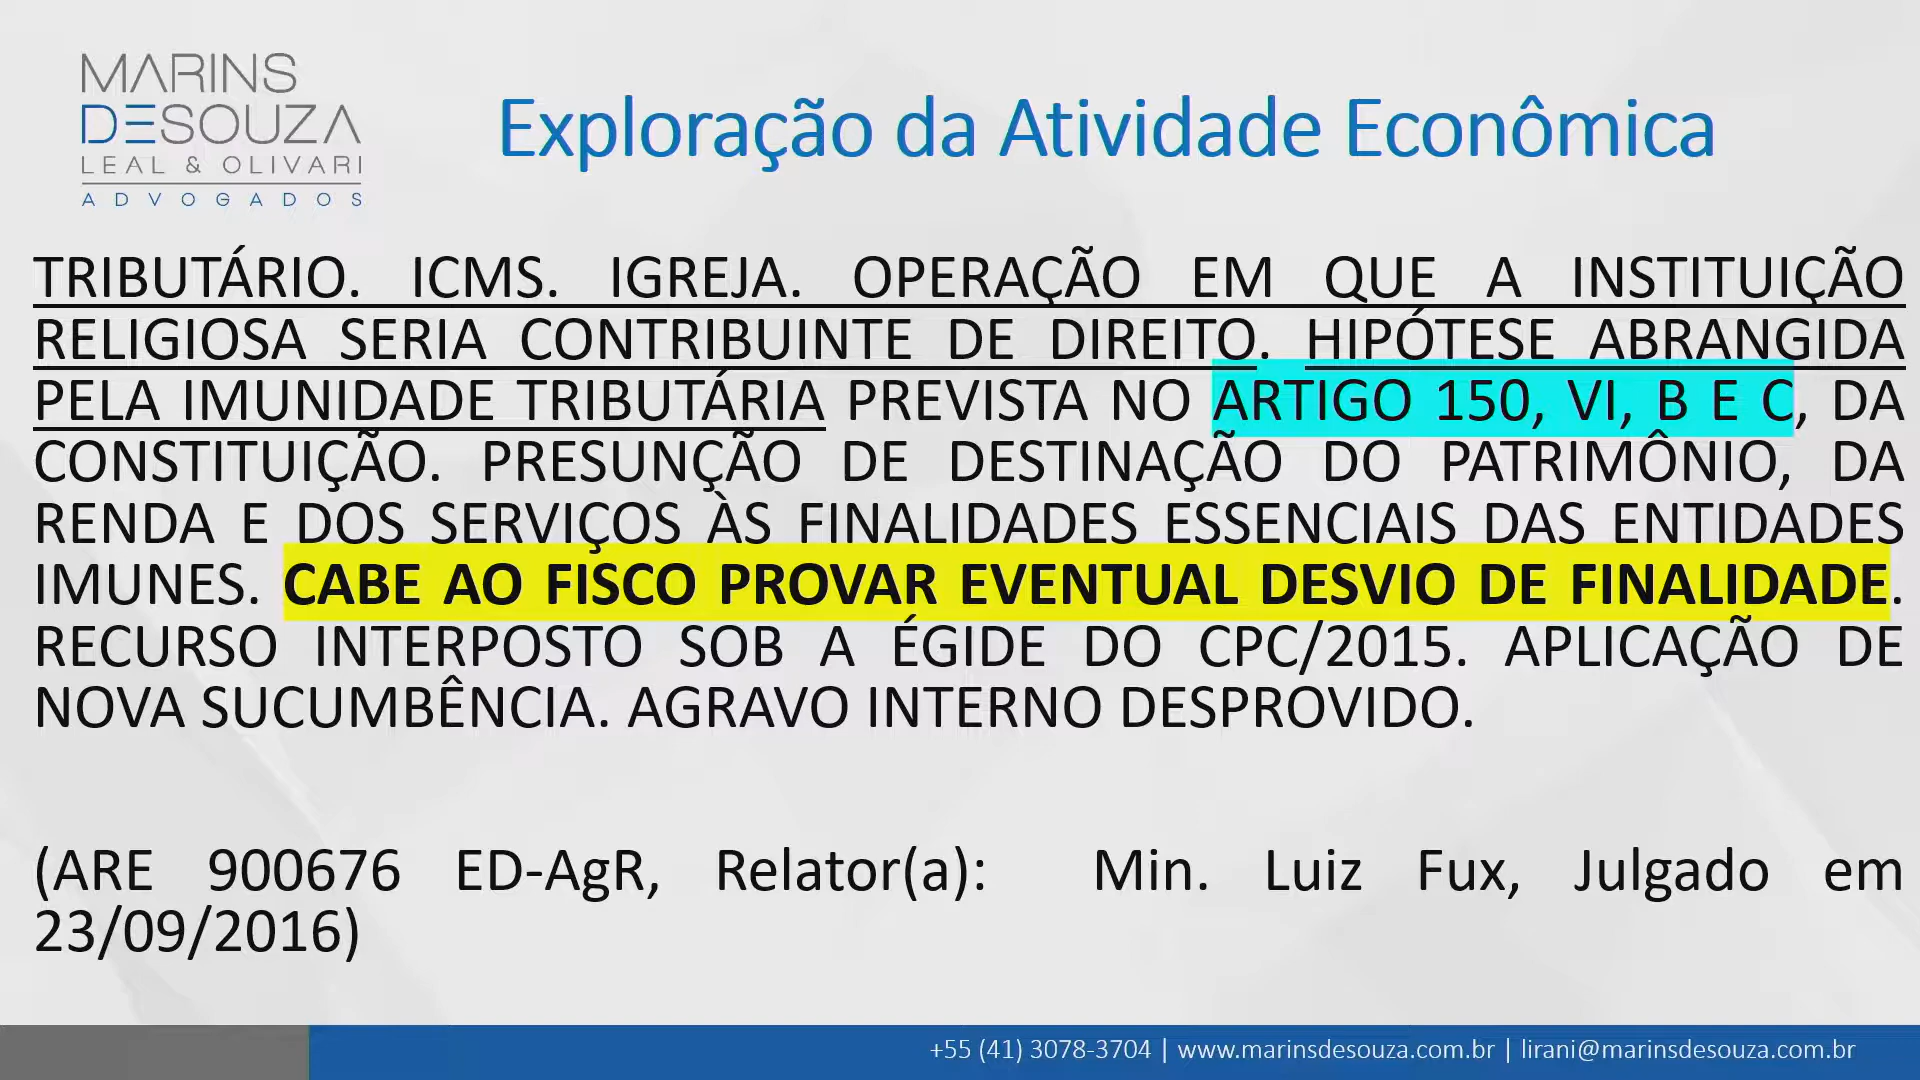 MARINS
DESOUZA
LEAL & OLIVARI
ADVOGADOS
Exploração da Atividade Econômica
TRIBUTÁRIO. ICMS. IGREJA. OPERAÇÃO EM QUE A INSTITUIÇÃO
RELIGIOSA SERIA CONTRIBUINTE DE DIREITO. HIPÓTESE ABRANGIDA
PELA IMUNIDADE TRIBUTÁRIA PREVISTA NO ARTIGO 150, VI, B E C, DA
CONSTITUIÇÃO. PRESUNÇÃO DE DESTINAÇÃO DO PATRIMÔNIO, DA
RENDA E DOS SERVIÇOS ÀS FINALIDADES ESSENCIAIS DAS ENTIDADES
IMUNES. CABE AO FISCO PROVAR EVENTUAL DESVIO DE FINALIDADE.
RECURSO INTERPOSTO SOB A ÉGIDE DO CPC/2015. APLICAÇÃO DE
NOVA SUCUMBÊNCIA. AGRAVO INTERNO DESPROVIDO.
(ARE 900676 ED-AgR, Relator(a): Min. Luiz Fux, Julgado em
23/09/2016)
+55 (41) 3078-3704 | www.marinsdesouza.com.br | lirani@marinsdesouza.com.br